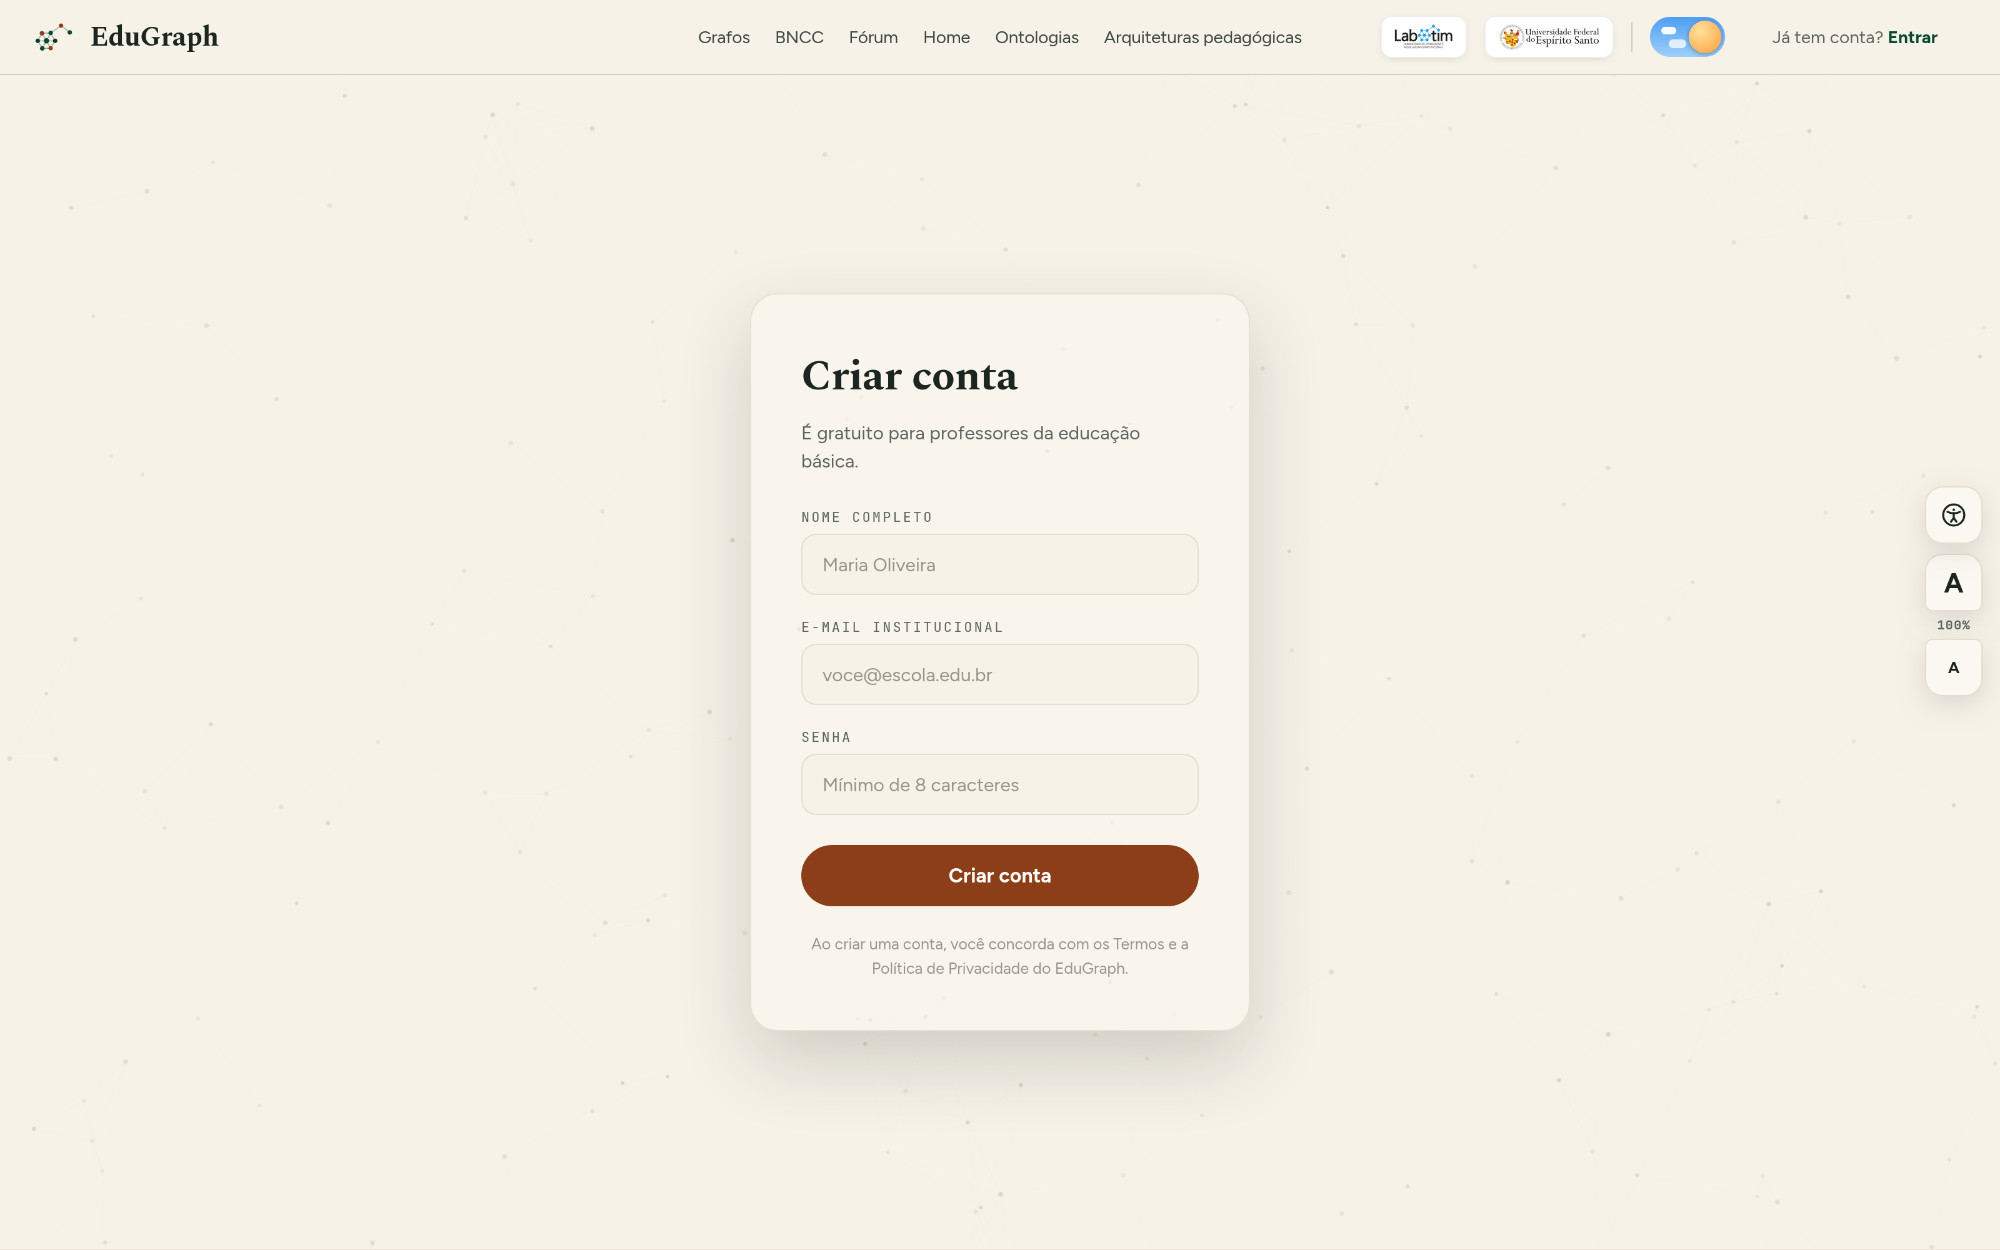 EduGraph
Grafos
BNCC
Fórum
Home
Ontologias
Arquiteturas pedagógicas
Labtim
Universidade Federal
do Espírito Santo
Já tem conta? Entrar
Criar conta
É gratuito para professores da educação
básica.
NOME COMPLETO
Maria Oliveira
E-MAIL INSTITUCIONAL
voce@escola.edu.br
SENHA
Mínimo de 8 caracteres
Criar conta
Ao criar uma conta, você concorda com os Termos e a
Política de Privacidade do EduGraph.
A
100%
A